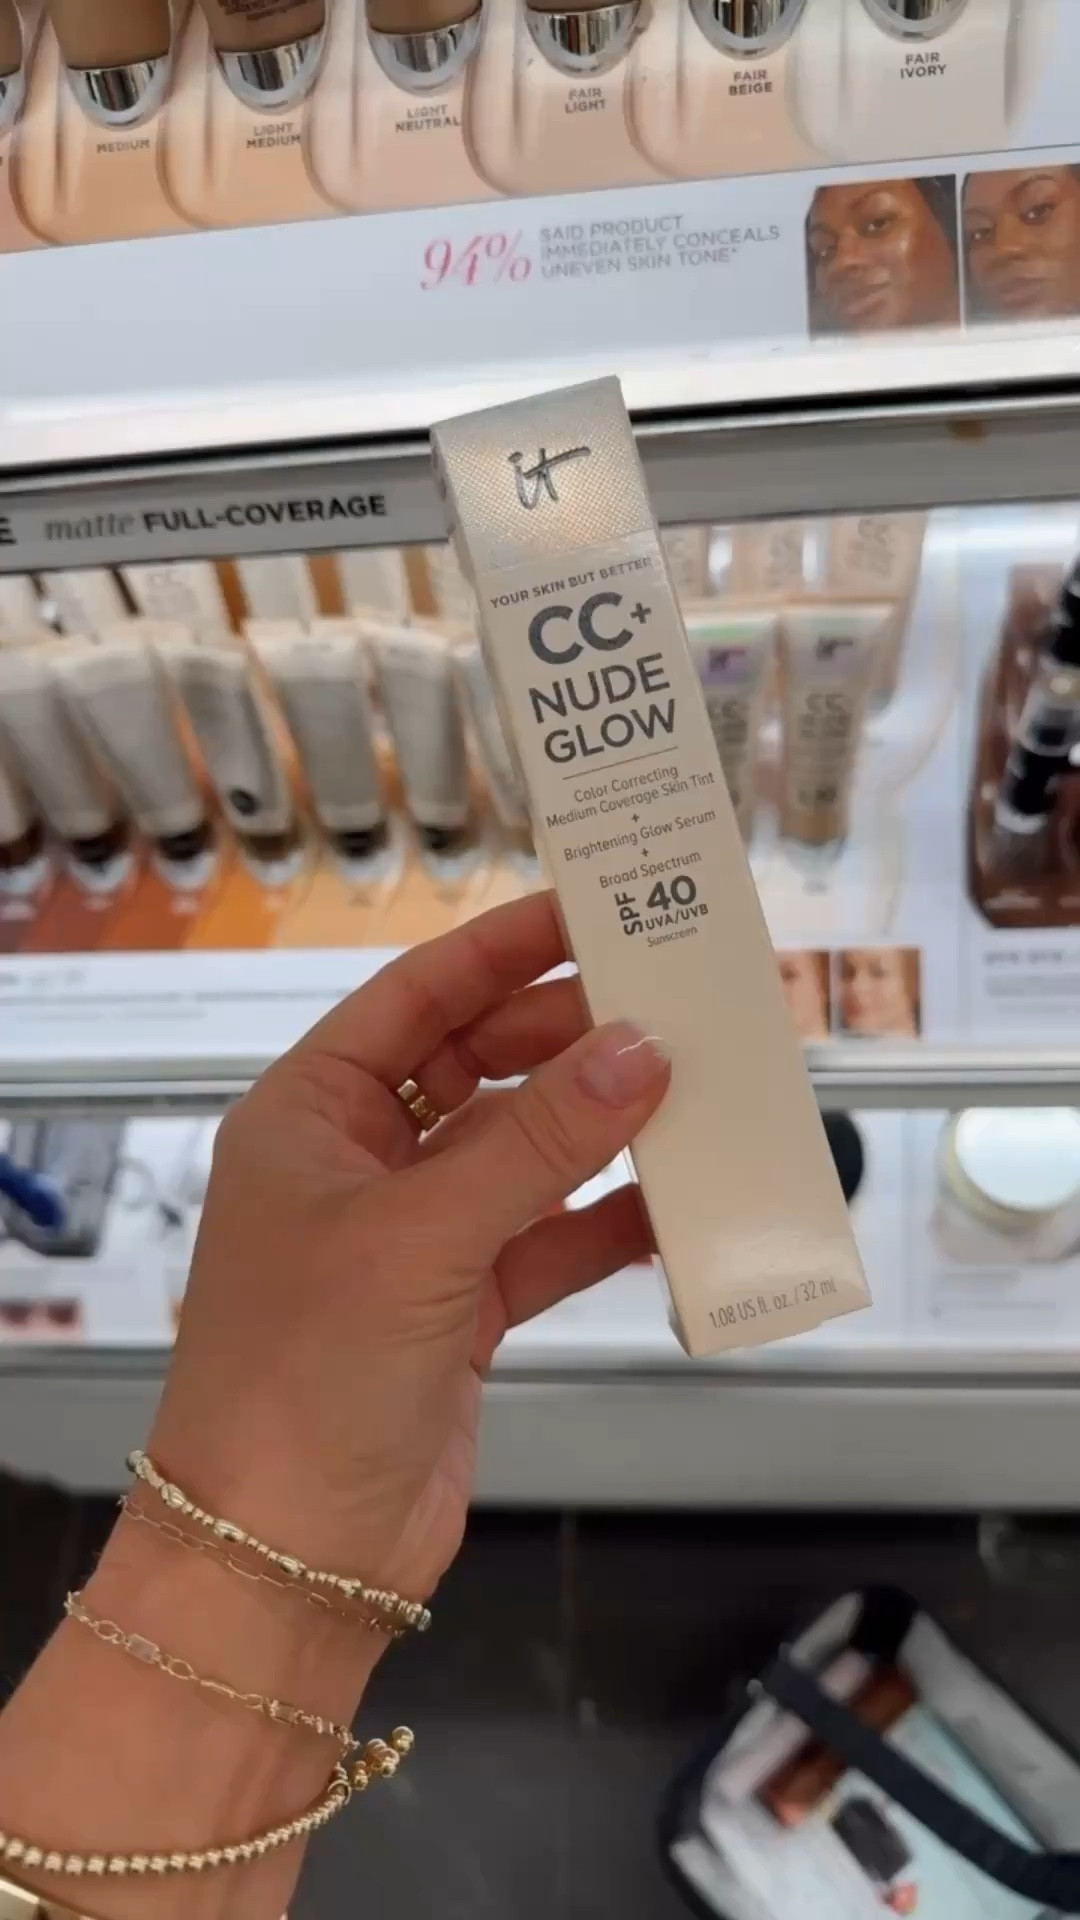 MEDIUM
LIGHT
MEDIUM
LIGHT
NEUTRAL
FAIR
LIGHT
FAIR
BEIGE
FAIR
IVORY
94%
SAID PRODUCT
IMMEDIATELY CONCEALS
UNEVEN SKIN TONE*
matte FULL-COVERAGE
it
YOUR SKIN BUT BETTER
CC+
NUDE
GLOW
Color Correcting
Medium Coverage Skin Tint
+
Brightening Glow Serum
+
Broad Spectrum
SPF 40
UVA/UVB
Sunscreen
1.08 US fl. oz. / 32 ml